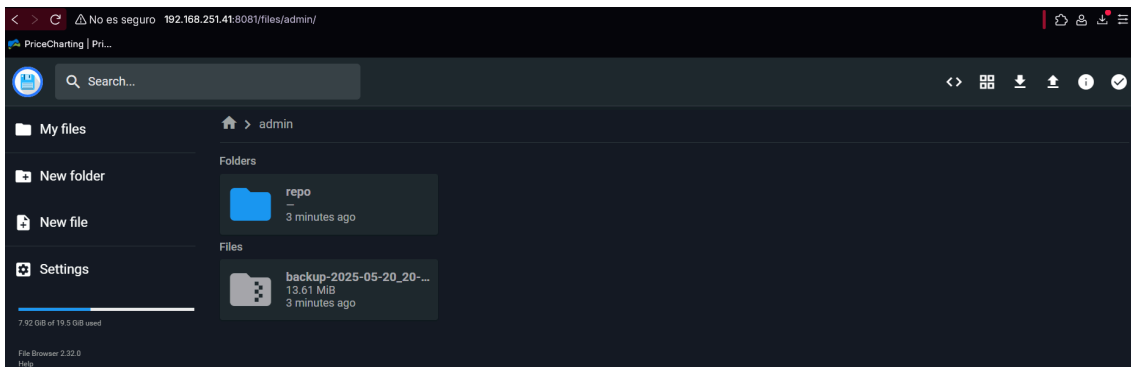 No es seguro 192.168.251.41:8081/files/admin/
PriceCharting | Pri...
Search...
My files
New folder
New file
Settings
7.92 GiB of 19.5 GiB used
File Browser 2.32.0
Help
> admin
Folders
repo
—
3 minutes ago
Files
backup-2025-05-20_20-...
13.61 MiB
3 minutes ago